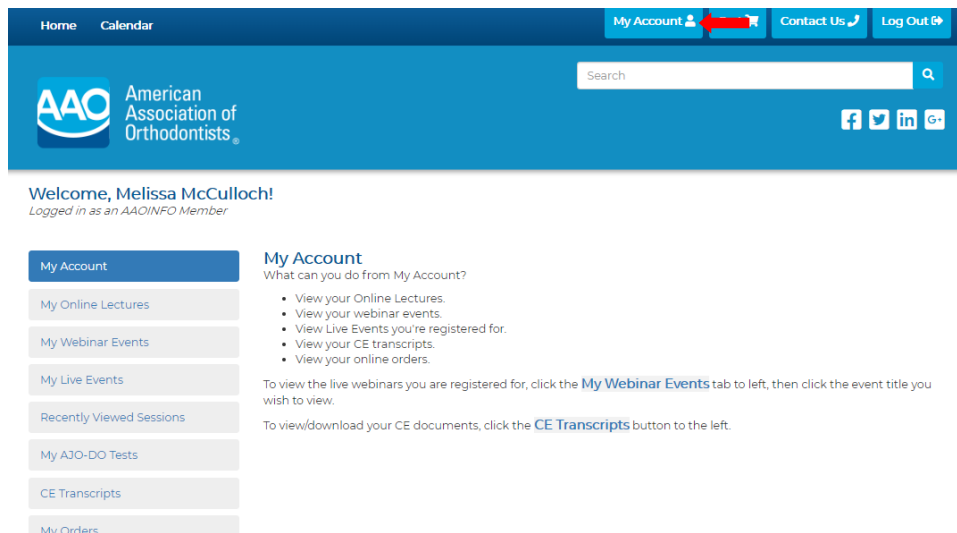 Home Calendar My Account Contact Us Log Out
Search
AAO American
Association of
Orthodontists®
Welcome, Melissa McCulloch!
Logged in as an AAOINFO Member
My Account
My Online Lectures
My Webinar Events
My Live Events
Recently Viewed Sessions
My AJO-DO Tests
CE Transcripts
My Orders
My Account
What can you do from My Account?
• View your Online Lectures.
• View your webinar events.
• View Live Events you're registered for.
• View your CE transcripts.
• View your online orders.
To view the live webinars you are registered for, click the My Webinar Events tab to left, then click the event title you
wish to view.
To view/download your CE documents, click the CE Transcripts button to the left.